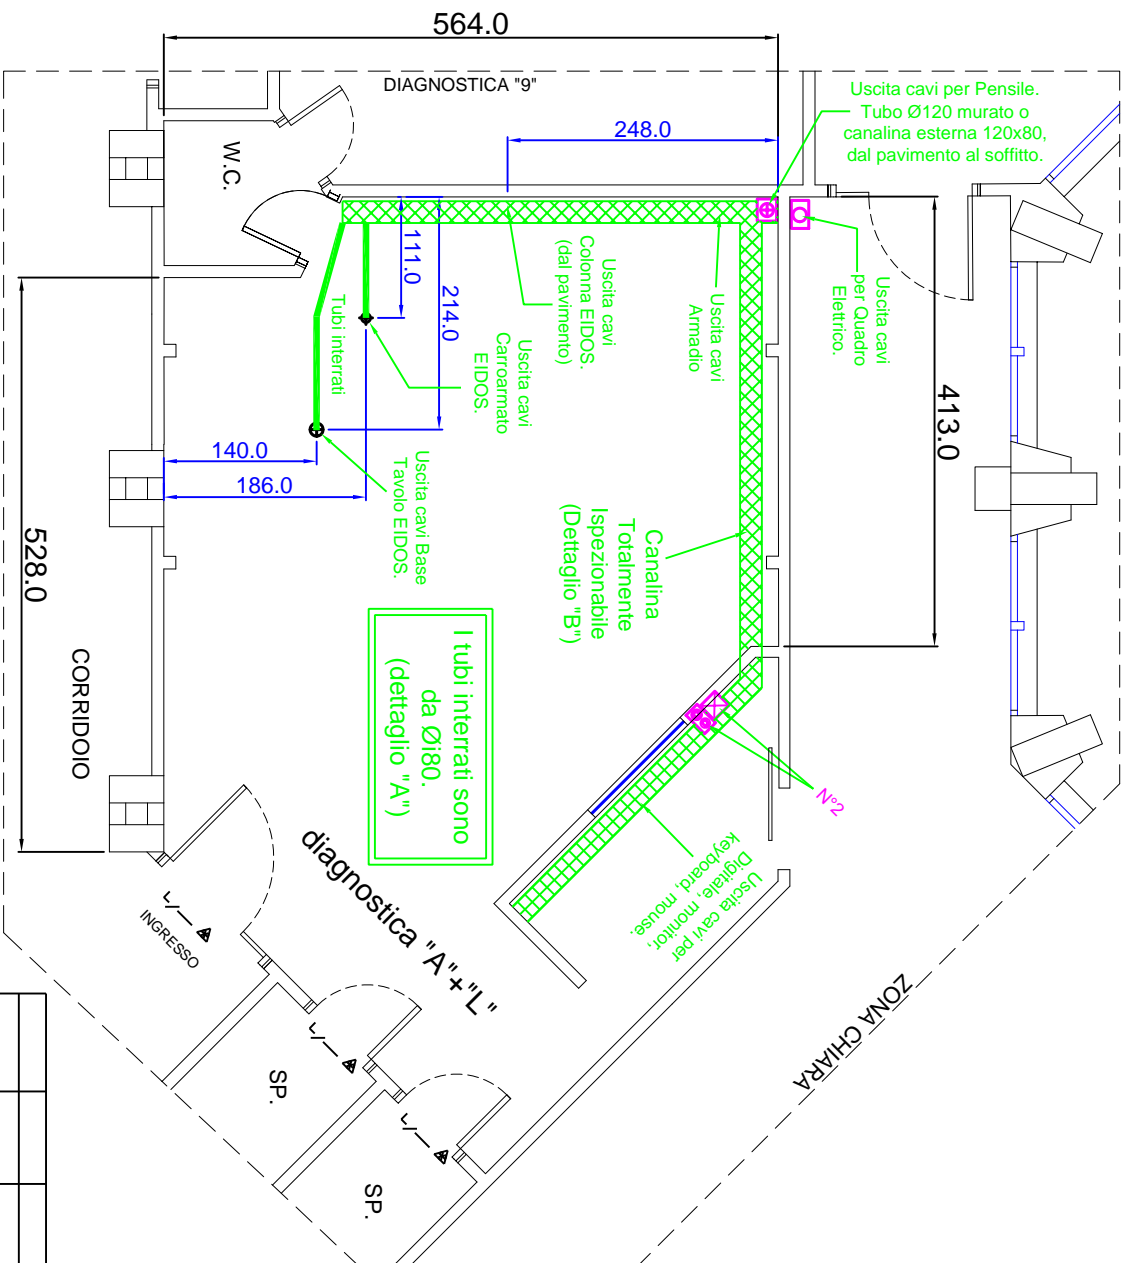 564.0
DIAGNOSTICA "9"
Uscita cavi per Pensile.
Tubo Ø120 murato o
canalina esterna 120x80,
dal pavimento al soffitto.
248.0
W.C.
111.0
214.0
Uscita cavi
Colonna EIDOS.
(dal pavimento)
Uscita cavi
Armadio
Uscita cavi
per Quadro
Elettrico.
Tubi interrati
Uscita cavi
Carroarmato
EIDOS.
413.0
140.0
186.0
Uscita cavi Base
Tavolo EIDOS.
Canalina
Totalmente
Ispezionabile
(Dettaglio "B")
528.0
CORRIDOIO
I tubi interrati sono
da Øi80.
(dettaglio "A")
N°2
Uscita cavi per
Digitale, monitor,
keyboard, mouse.
diagnostica "A"+"L"
INGRESSO
ZONA CHIARA
SP.
SP.